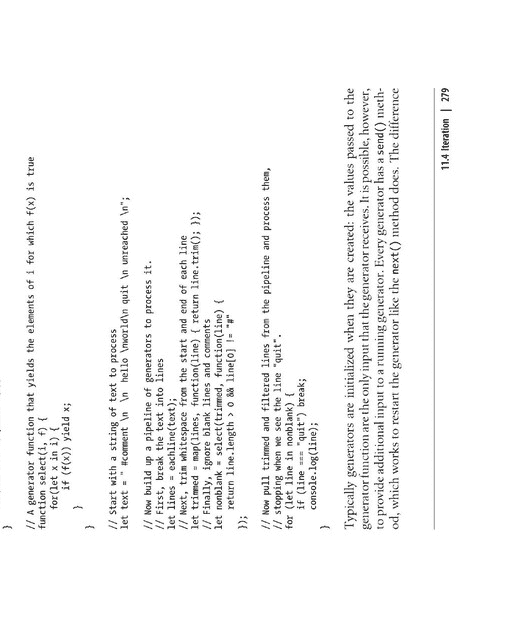 }
// A generator function that yields the elements of i for which f(x) is true
function select(i, f) {
for(let x in i) {
if (f(x)) yield x;
}
}
// Start with a string of text to process
let text = " #comment \n \n hello \nworld\n quit \n unreached \n";
// Now build up a pipeline of generators to process it.
// First, break the text into lines
let lines = eachline(text);
// Next, trim whitespace from the start and end of each line
let trimmed = map(lines, function(line) { return line.trim(); });
// Finally, ignore blank lines and comments
let nonblank = select(trimmed, function(line) {
return line.length > 0 && line[0] != "#"
});
// Now pull trimmed and filtered lines from the pipeline and process them,
// stopping when we see the line "quit".
for (let line in nonblank) {
if (line === "quit") break;
console.log(line);
}
Typically generators are initialized when they are created: the values passed to the
generator function are the only input that the generator receives. It is possible, however,
to provide additional input to a running generator. Every generator has a send() meth-
od, which works to restart the generator like the next() method does. The difference
11.4 Iteration | 279